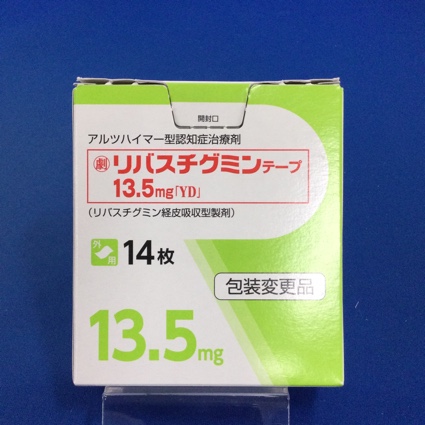 開封口
アルツハイマー型認知症治療剤
劇 リバスチグミンテープ
13.5mg「YD」
(リバスチグミン経皮吸収型製剤)
外用 14枚
包装変更品
13.5mg